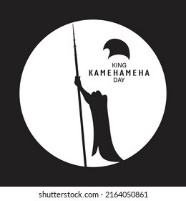 KING
KAMEHAMEHA
DAY
shutterstock.com · 2164050861